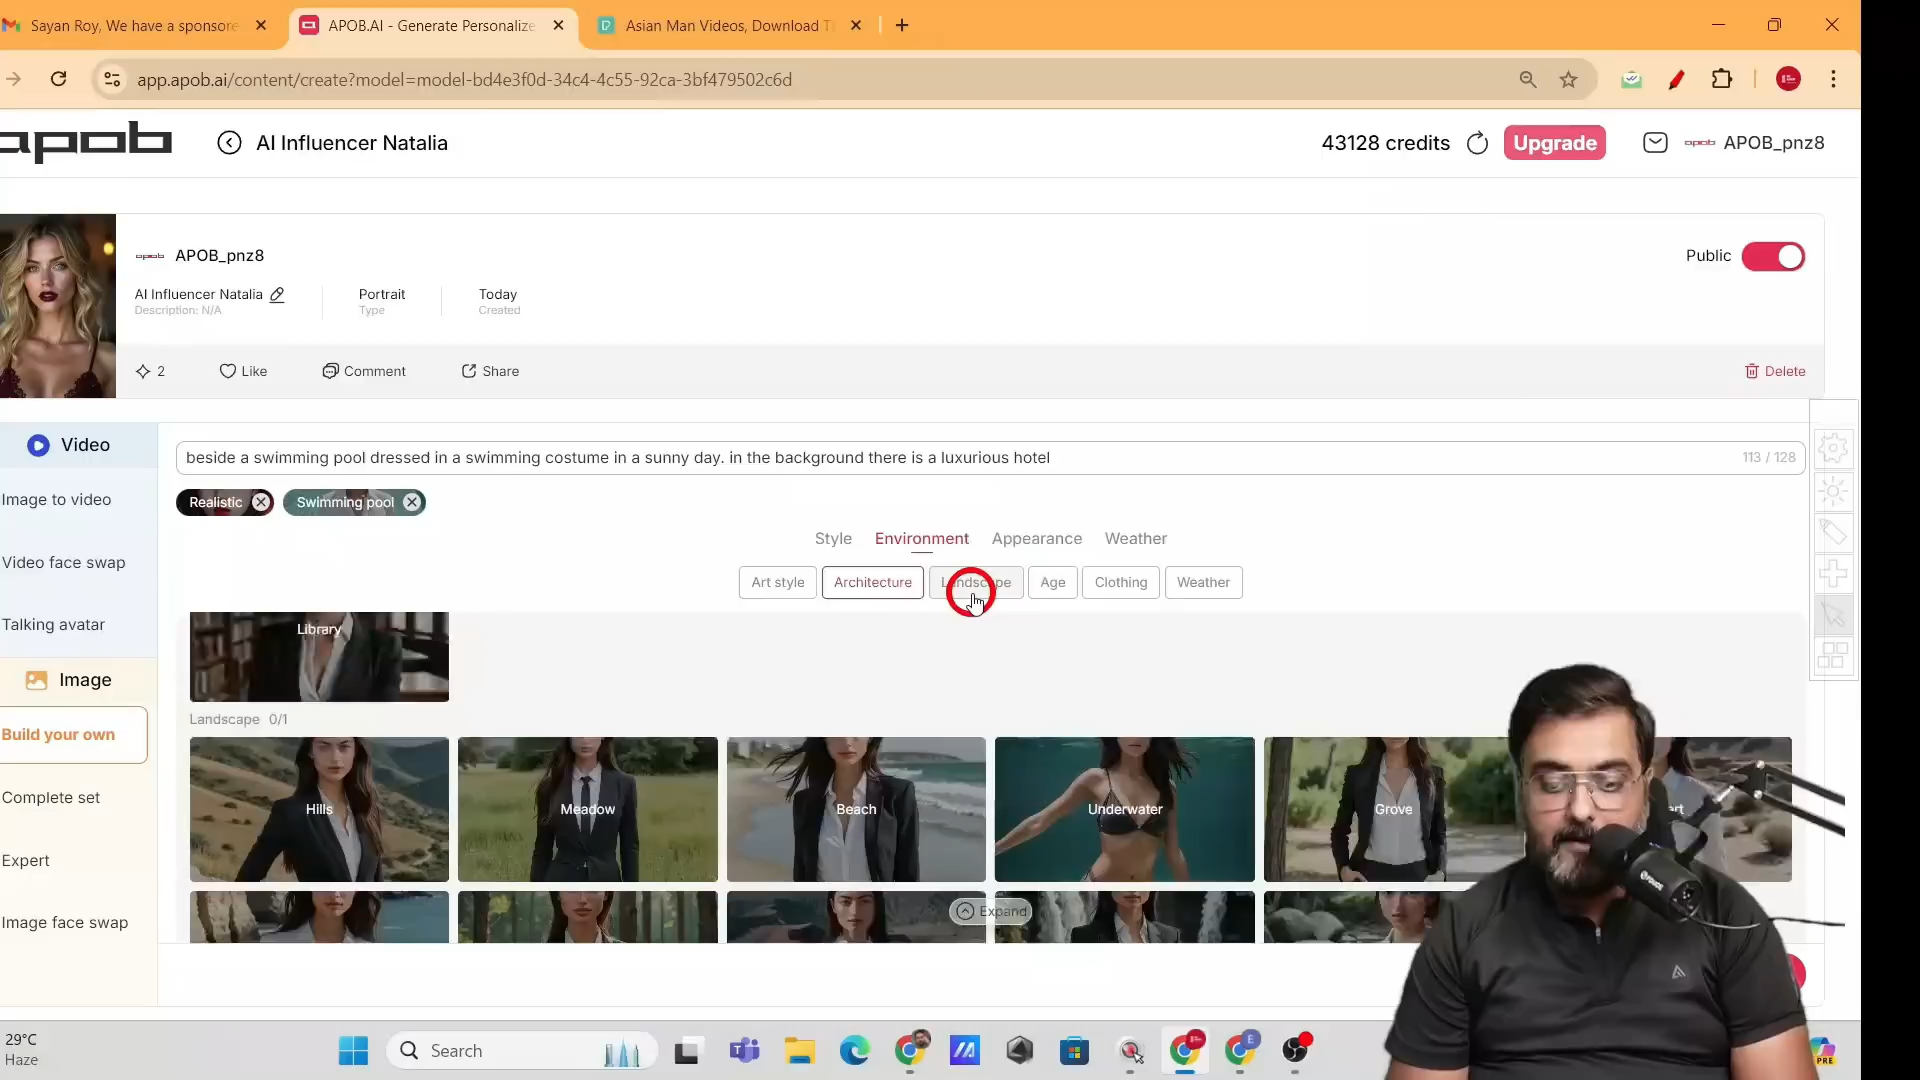 Sayan Roy, We have a sponsore
APOB.AI - Generate Personalize
Asian Man Videos, Download T
app.apob.ai/content/create?model=model-bd4e3f0d-34c4-4c55-92ca-3bf479502c6d
apob
AI Influencer Natalia
43128 credits
Upgrade
APOB_pnz8
APOB_pnz8
Public
AI Influencer Natalia
Portrait
Today
Description: N/A
Type
Created
2
Like
Comment
Share
Delete
Video
beside a swimming pool dressed in a swimming costume in a sunny day. in the background there is a luxurious hotel
113 / 128
Image to video
Realistic
Swimming pool
Style
Environment
Appearance
Weather
Video face swap
Art style
Architecture
Landscape
Age
Clothing
Weather
Talking avatar
Library
Image
Landscape 0/1
Build your own
Hills
Meadow
Beach
Underwater
Grove
Complete set
Expert
Image face swap
Expand
29°C
Haze
Search
PRE